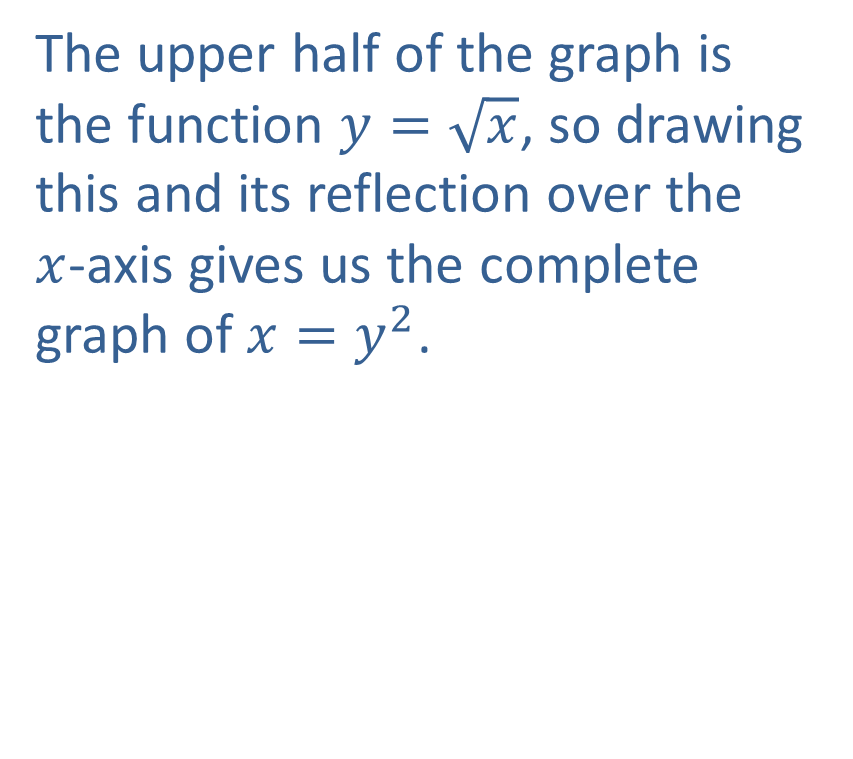 The upper half of the graph is
the function 𝑦 = √𝑥, so drawing
this and its reflection over the
𝑥-axis gives us the complete
graph of 𝑥 = 𝑦².